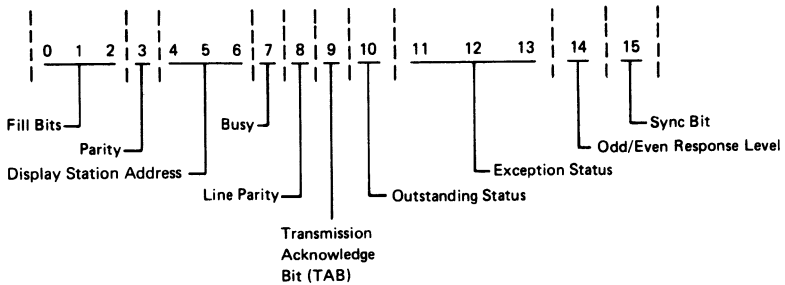 0 1 2 3 4 5 6 7 8 9 10 11 12 13 14 15
Fill Bits
Busy
Sync Bit
Parity
Odd/Even Response Level
Display Station Address
Exception Status
Line Parity
Outstanding Status
Transmission
Acknowledge
Bit (TAB)